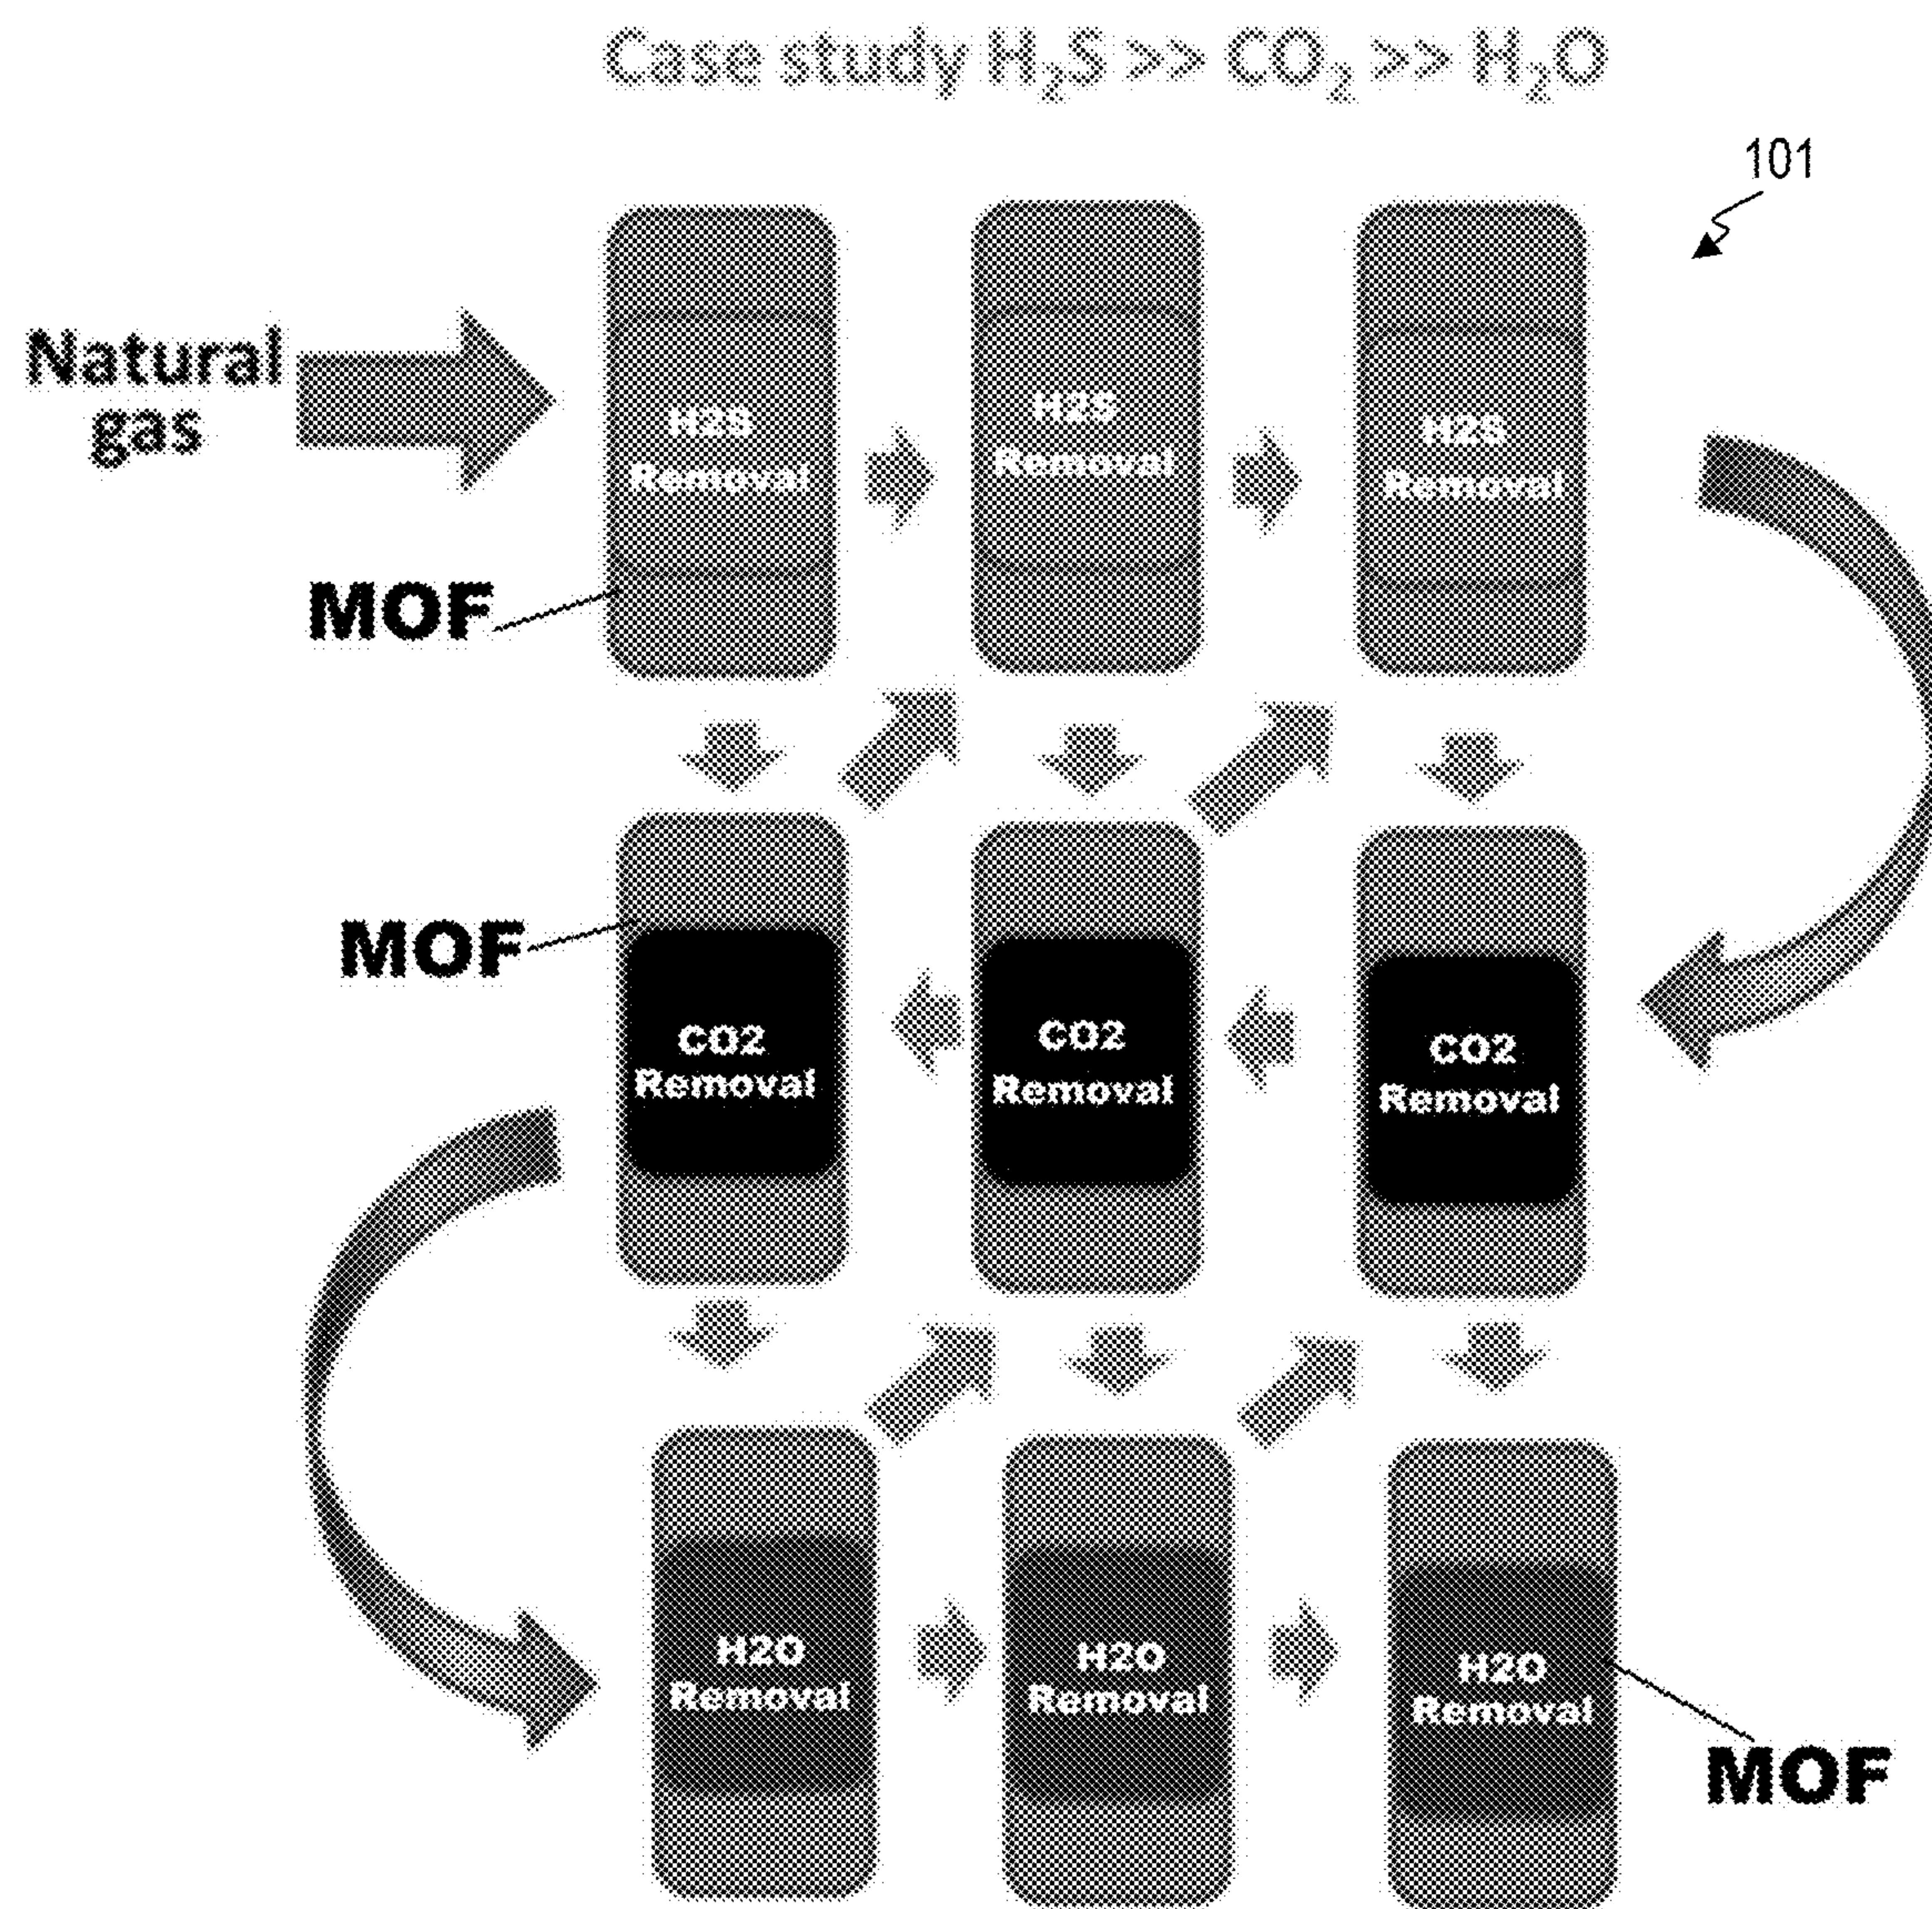 Case study H₂S >> CO₂ >> H₂O
101
Natural
gas
H2S
Removal
H2S
Removal
H2S
Removal
MOF
MOF
CO2
Removal
CO2
Removal
CO2
Removal
H2O
Removal
H2O
Removal
H2O
Removal
MOF